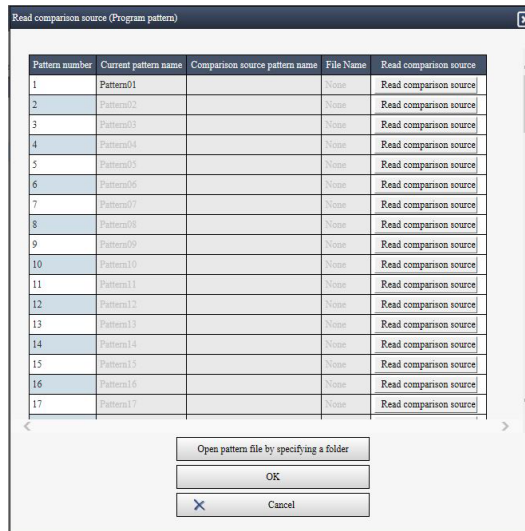 Read comparison source (Program pattern)
Pattern number Current pattern name Comparison source pattern name File Name Read comparison source
1 Pattern01 None Read comparison source
2 Pattern02 None Read comparison source
3 Pattern03 None Read comparison source
4 Pattern04 None Read comparison source
5 Pattern05 None Read comparison source
6 Pattern06 None Read comparison source
7 Pattern07 None Read comparison source
8 Pattern08 None Read comparison source
9 Pattern09 None Read comparison source
10 Pattern10 None Read comparison source
11 Pattern11 None Read comparison source
12 Pattern12 None Read comparison source
13 Pattern13 None Read comparison source
14 Pattern14 None Read comparison source
15 Pattern15 None Read comparison source
16 Pattern16 None Read comparison source
17 Pattern17 None Read comparison source
Open pattern file by specifying a folder
OK
Cancel